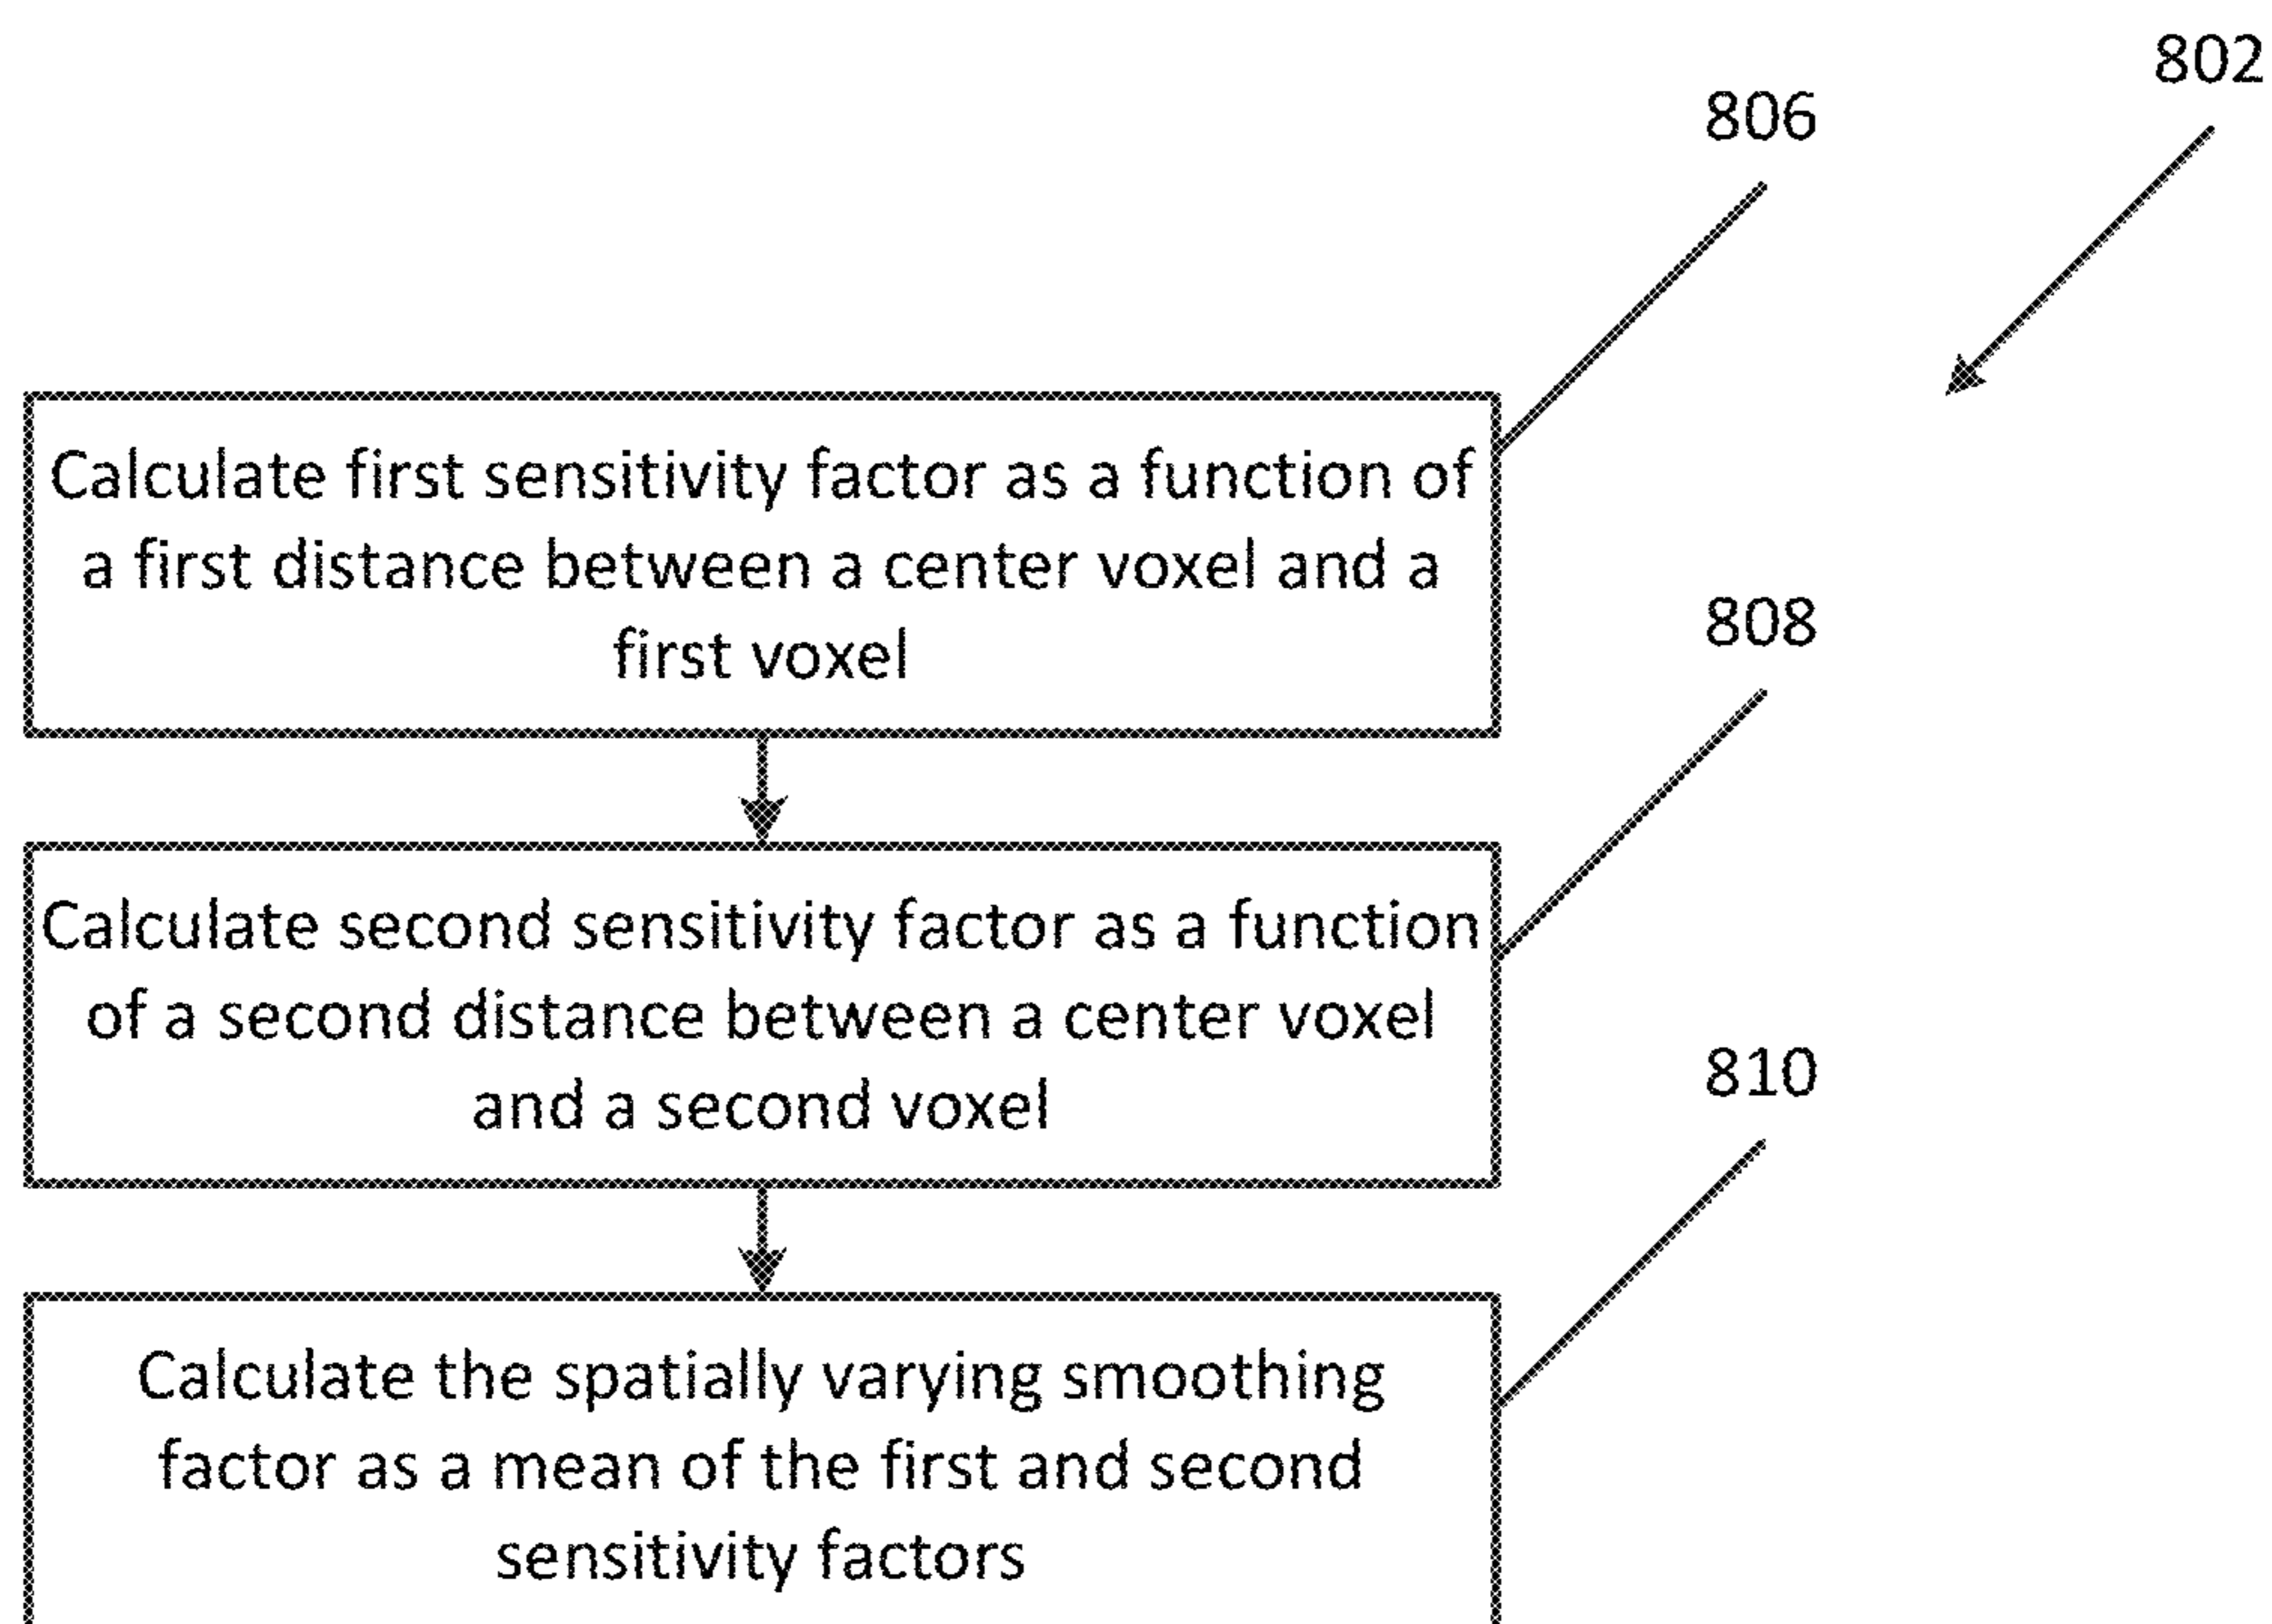 802
806
Calculate first sensitivity factor as a function of
a first distance between a center voxel and a
first voxel
808
Calculate second sensitivity factor as a function
of a second distance between a center voxel
and a second voxel
810
Calculate the spatially varying smoothing
factor as a mean of the first and second
sensitivity factors